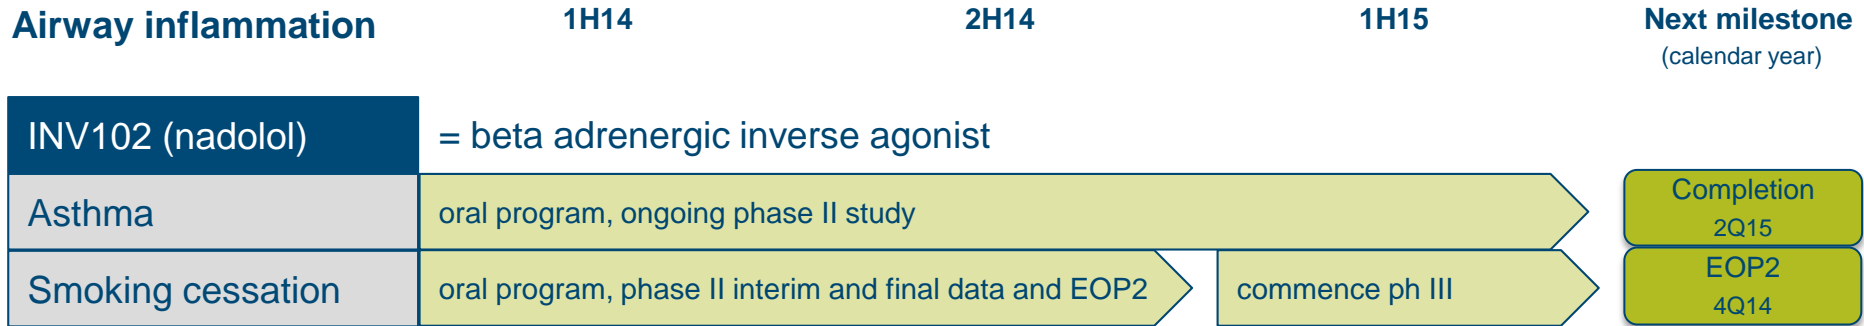 Airway inflammation 1H14 2H14 1H15 Next milestone
(calendar year)
INV102 (nadolol) = beta adrenergic inverse agonist
Asthma oral program, ongoing phase II study Completion
2Q15
Smoking cessation oral program, phase II interim and final data and EOP2 commence ph III EOP2
4Q14